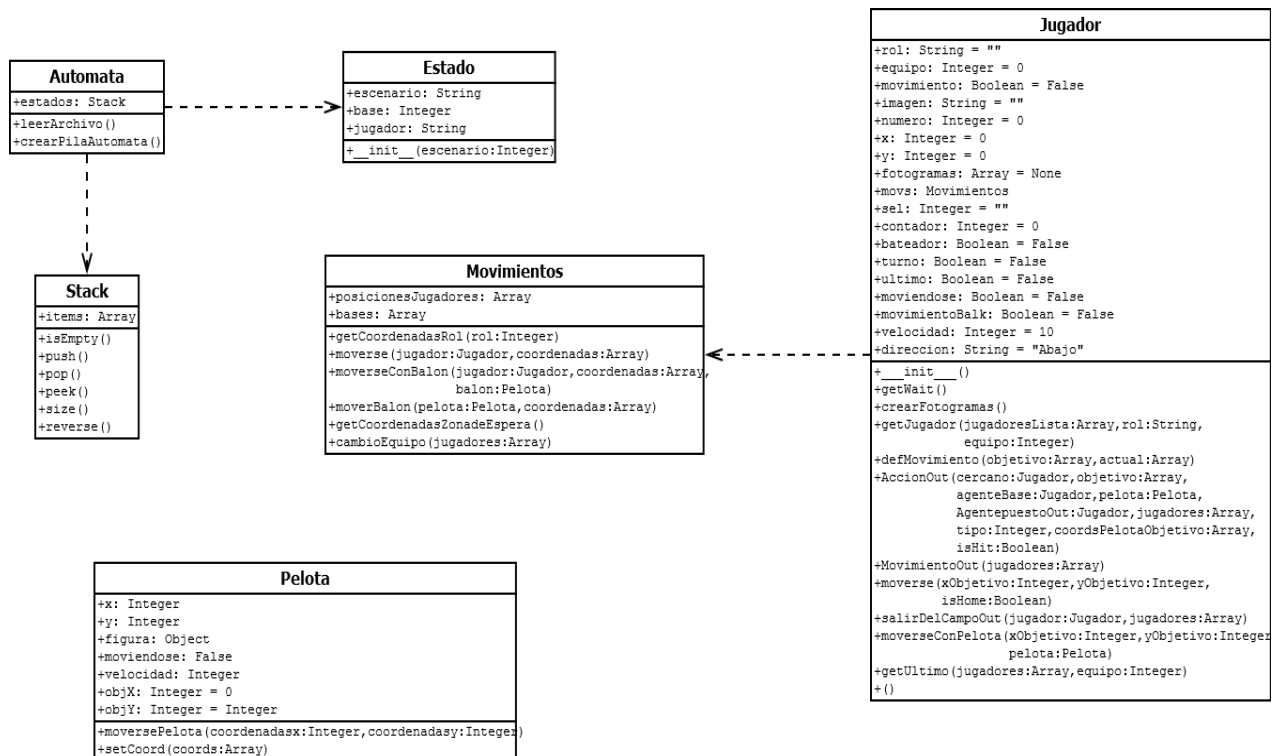 Automata
+estados: Stack
+leerArchivo()
+crearPilaAutomata()
Estado
+escenario: String
+base: Integer
+jugador: String
+__init__(escenario:Integer)
Stack
+items: Array
+isEmpty()
+push()
+pop()
+peek()
+size()
+reverse()
Movimientos
+posicionesJugadores: Array
+bases: Array
+getCoordenadasRol(rol:Integer)
+moverse(jugador:Jugador,coordenadas:Array)
+moverseConBalon(jugador:Jugador,coordenadas:Array,
balon:Pelota)
+moverBalon(pelota:Pelota,coordenadas:Array)
+getCoordenadasZonadeEspera()
+cambioEquipo(jugadores:Array)
Pelota
+x: Integer
+y: Integer
+figura: Object
+moviendose: False
+velocidad: Integer
+objX: Integer = 0
+objY: Integer = Integer
+moversePelota(coordenadasx:Integer,coordenadasy:Integer)
+setCoord(coords:Array)
Jugador
+rol: String = ""
+equipo: Integer = 0
+movimiento: Boolean = False
+imagen: String = ""
+numero: Integer = 0
+x: Integer = 0
+y: Integer = 0
+fotogramas: Array = None
+movs: Movimientos
+sel: Integer = ""
+contador: Integer = 0
+bateador: Boolean = False
+turno: Boolean = False
+ultimo: Boolean = False
+moviendose: Boolean = False
+movimientoBalk: Boolean = False
+velocidad: Integer = 10
+direccion: String = "Abajo"
+___init___()
+getWait()
+crearFotogramas()
+getJugador(jugadoresLista:Array,rol:String,
equipo:Integer)
+defMovimiento(objetivo:Array,actual:Array)
+AccionOut(cercano:Jugador,objetivo:Array,
agenteBase:Jugador,pelota:Pelota,
AgentepuestoOut:Jugador,jugadores:Array,
tipo:Integer,coordsPelotaObjetivo:Array,
isHit:Boolean)
+MovimientoOut(jugadores:Array)
+moverse(xObjetivo:Integer,yObjetivo:Integer,
isHome:Boolean)
+salirDelCampoOut(jugador:Jugador,jugadores:Array)
+moverseConPelota(xObjetivo:Integer,yObjetivo:Integer
pelota:Pelota)
+getUltimo(jugadores:Array,equipo:Integer)
+()